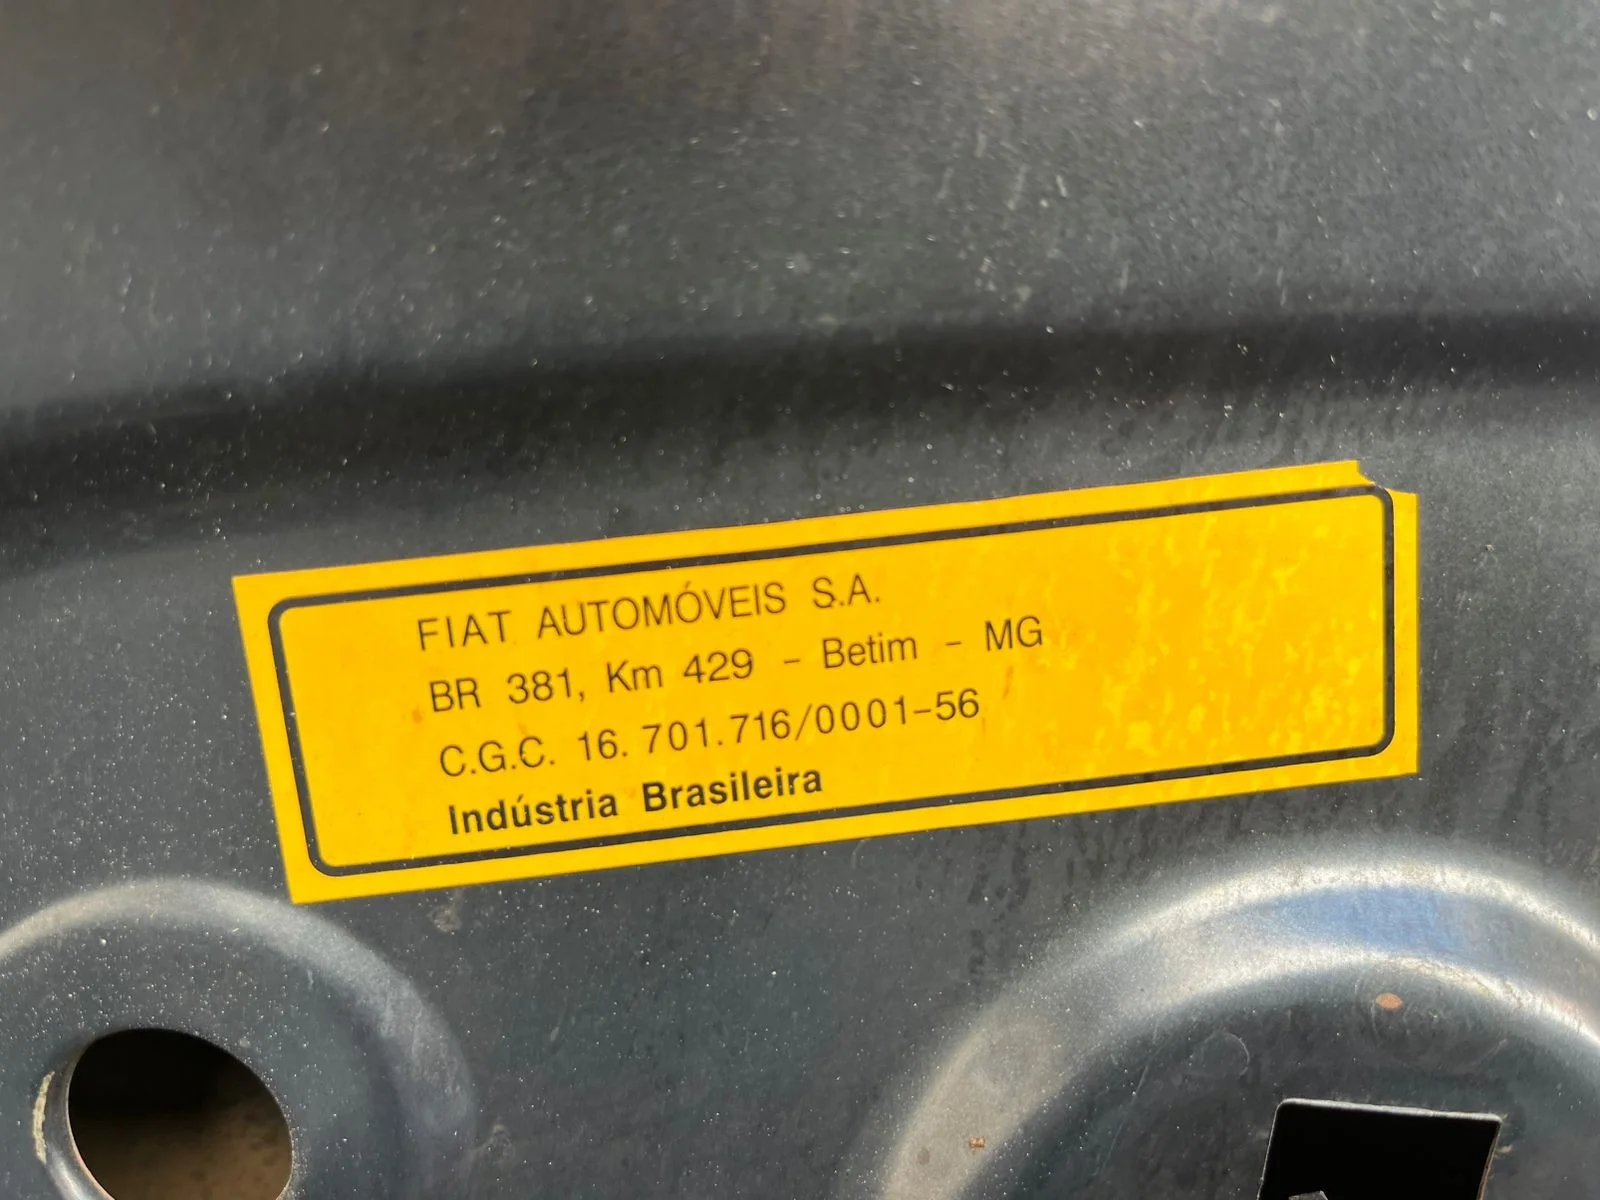 FIAT AUTOMÓVEIS S.A.
BR 381, Km 429 - Betim - MG
C.G.C. 16.701.716/0001-56
Indústria Brasileira